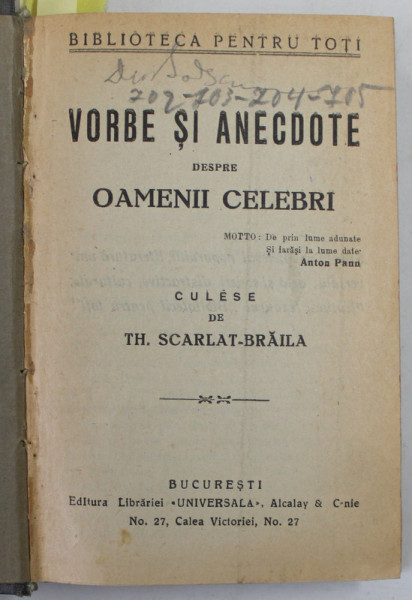 BIBLIOTECA PENTRU TOȚI
702-703-704-705
VORBE ȘI ANECDOTE
DESPRE
OAMENII CELEBRI
MOTTO: De prin lume adunate
Și iarăși la lume date
Anton Pann
CULÈSE
DE
TH. SCARLAT-BRĂILA
BUCUREȘTI
Editura Librăriei «UNIVERSALA», Alcalay & C-nie
No. 27, Calea Victoriei, No. 27